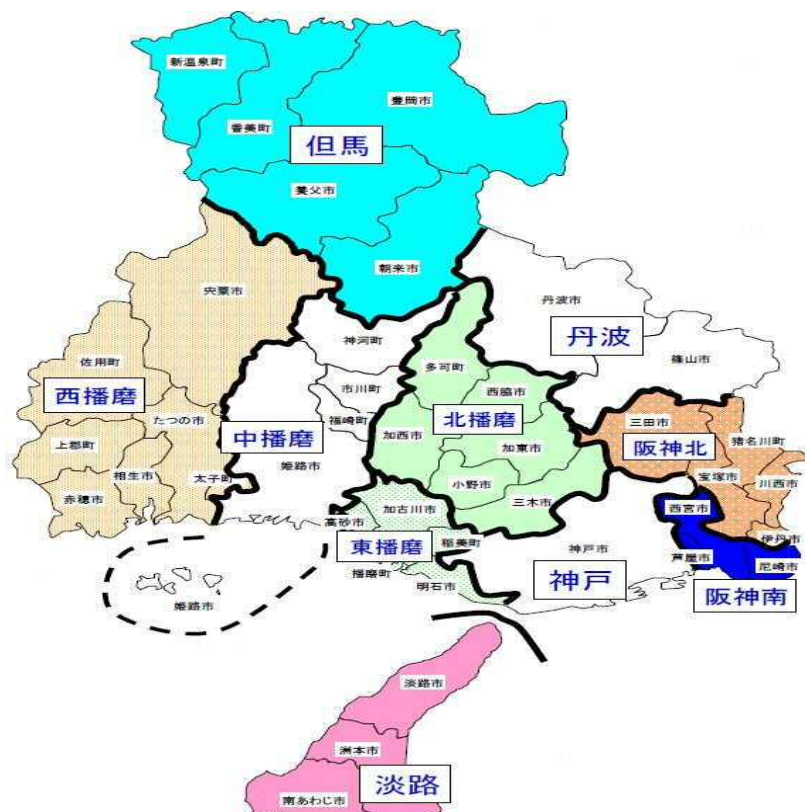 新温泉町
豊岡市
香美町
但馬
養父市
朝来市
宍粟市
丹波市
丹波
神河町
篠山市
佐用町
多可町
西播磨
市川町
西脇市
たつの市
福崎町
北播磨
三田市
猪名川町
中播磨
加西市
加東市
阪神北
上郡町
姫路市
相生市
太子町
小野市
宝塚市
川西市
赤穂市
三木市
西宮市
加古川市
高砂市
伊丹市
東播磨
稲美町
神戸市
芦屋市
尼崎市
播磨町
神戸
明石市
阪神南
姫路市
淡路市
洲本市
淡路
南あわじ市